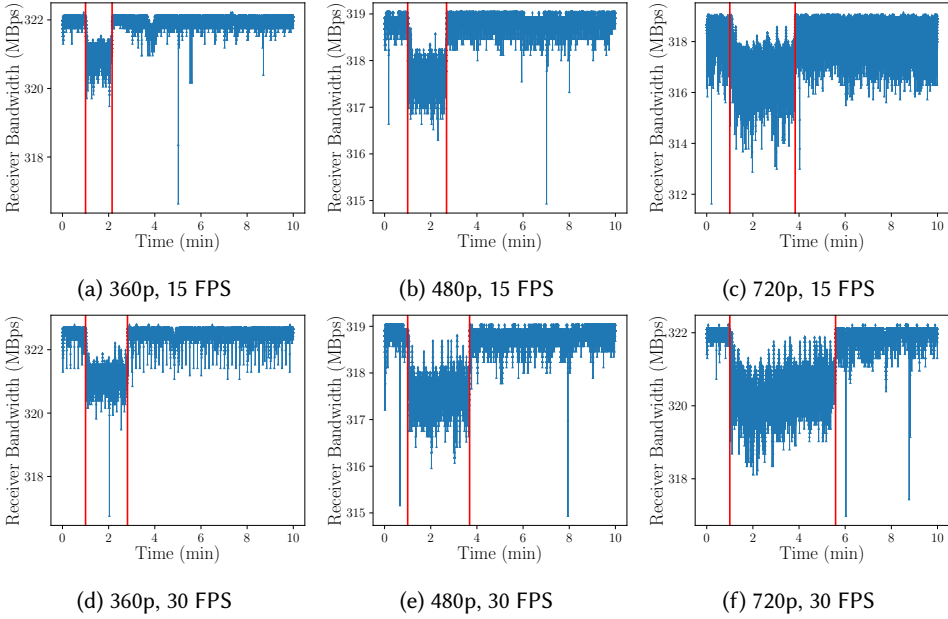 322
320
318
Receiver Bandwidth (MBps)
0 2 4 6 8 10
Time (min)
(a) 360p, 15 FPS
319
318
317
316
315
Receiver Bandwidth (MBps)
0 2 4 6 8 10
Time (min)
(b) 480p, 15 FPS
318
316
314
312
Receiver Bandwidth (MBps)
0 2 4 6 8 10
Time (min)
(c) 720p, 15 FPS
322
320
318
Receiver Bandwidth (MBps)
0 2 4 6 8 10
Time (min)
(d) 360p, 30 FPS
319
318
317
316
315
Receiver Bandwidth (MBps)
0 2 4 6 8 10
Time (min)
(e) 480p, 30 FPS
322
320
318
Receiver Bandwidth (MBps)
0 2 4 6 8 10
Time (min)
(f) 720p, 30 FPS